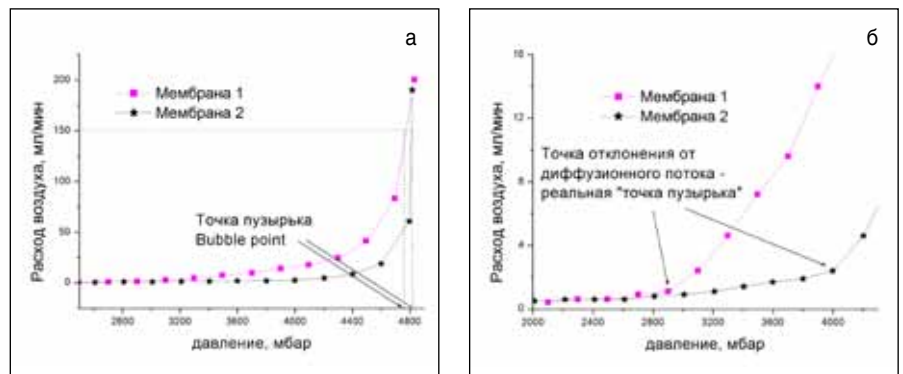 а
Расход воздуха, мл/мин
200
150
100
50
0
Мембрана 1
Мембрана 2
Точка пузырька
Bubble point
2800
3200
3600
4000
4400
4800
давление, мбар
б
Расход воздуха, мл/мин
16
12
8
4
0
Мембрана 1
Мембрана 2
Точка отклонения от
диффузионного потока -
реальная "точка пузырька"
2000
2400
2800
3200
3600
4000
давление, мбар